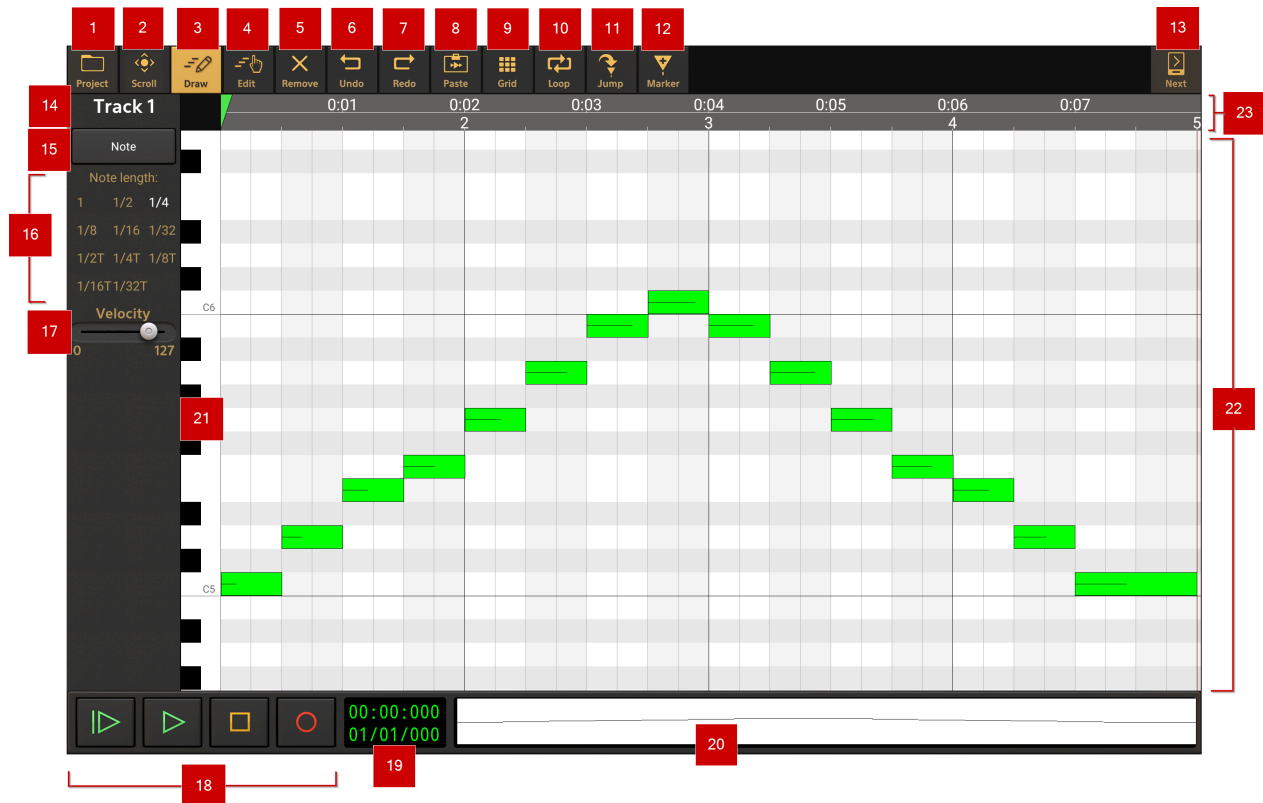 1 2 3 4 5 6 7 8 9 10 11 12 13
Project Scroll Draw Edit Remove Undo Redo Paste Grid Loop Jump Marker Next
14 Track 1 0:01 0:02 0:03 0:04 0:05 0:06 0:07 23
2 3 4 5
15 Note
Note length:
1 1/2 1/4
16 1/8 1/16 1/32
1/2T 1/4T 1/8T
1/16T 1/32T
C6
Velocity
17
0 127
21 22
C5
00:00:000
01/01/000
20
19
18